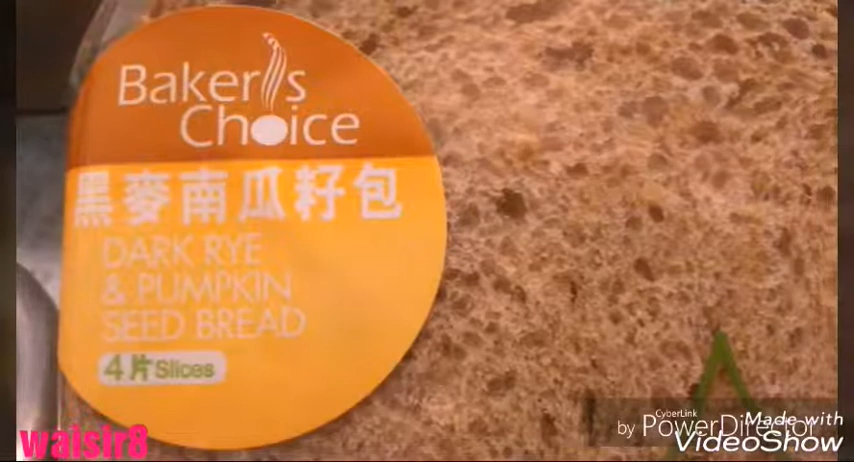 Baker's
Choice
黑麥南瓜籽包
DARK RYE
& PUMPKIN
SEED BREAD
4片 Slices
waislr8
CyberLink
by PowerDirector
Made with
VideoShow